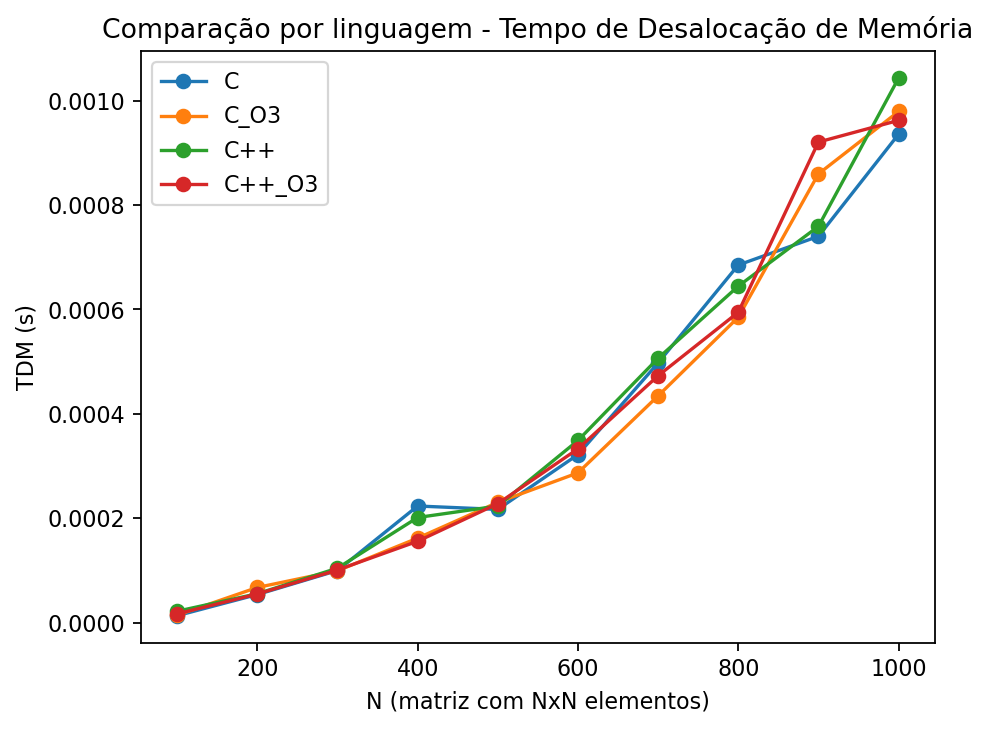 Comparação por linguagem - Tempo de Desalocação de Memória
C
C_O3
C++
C++_O3
0.0010
0.0008
0.0006
0.0004
0.0002
0.0000
TDM (s)
200 400 600 800 1000
N (matriz com NxN elementos)